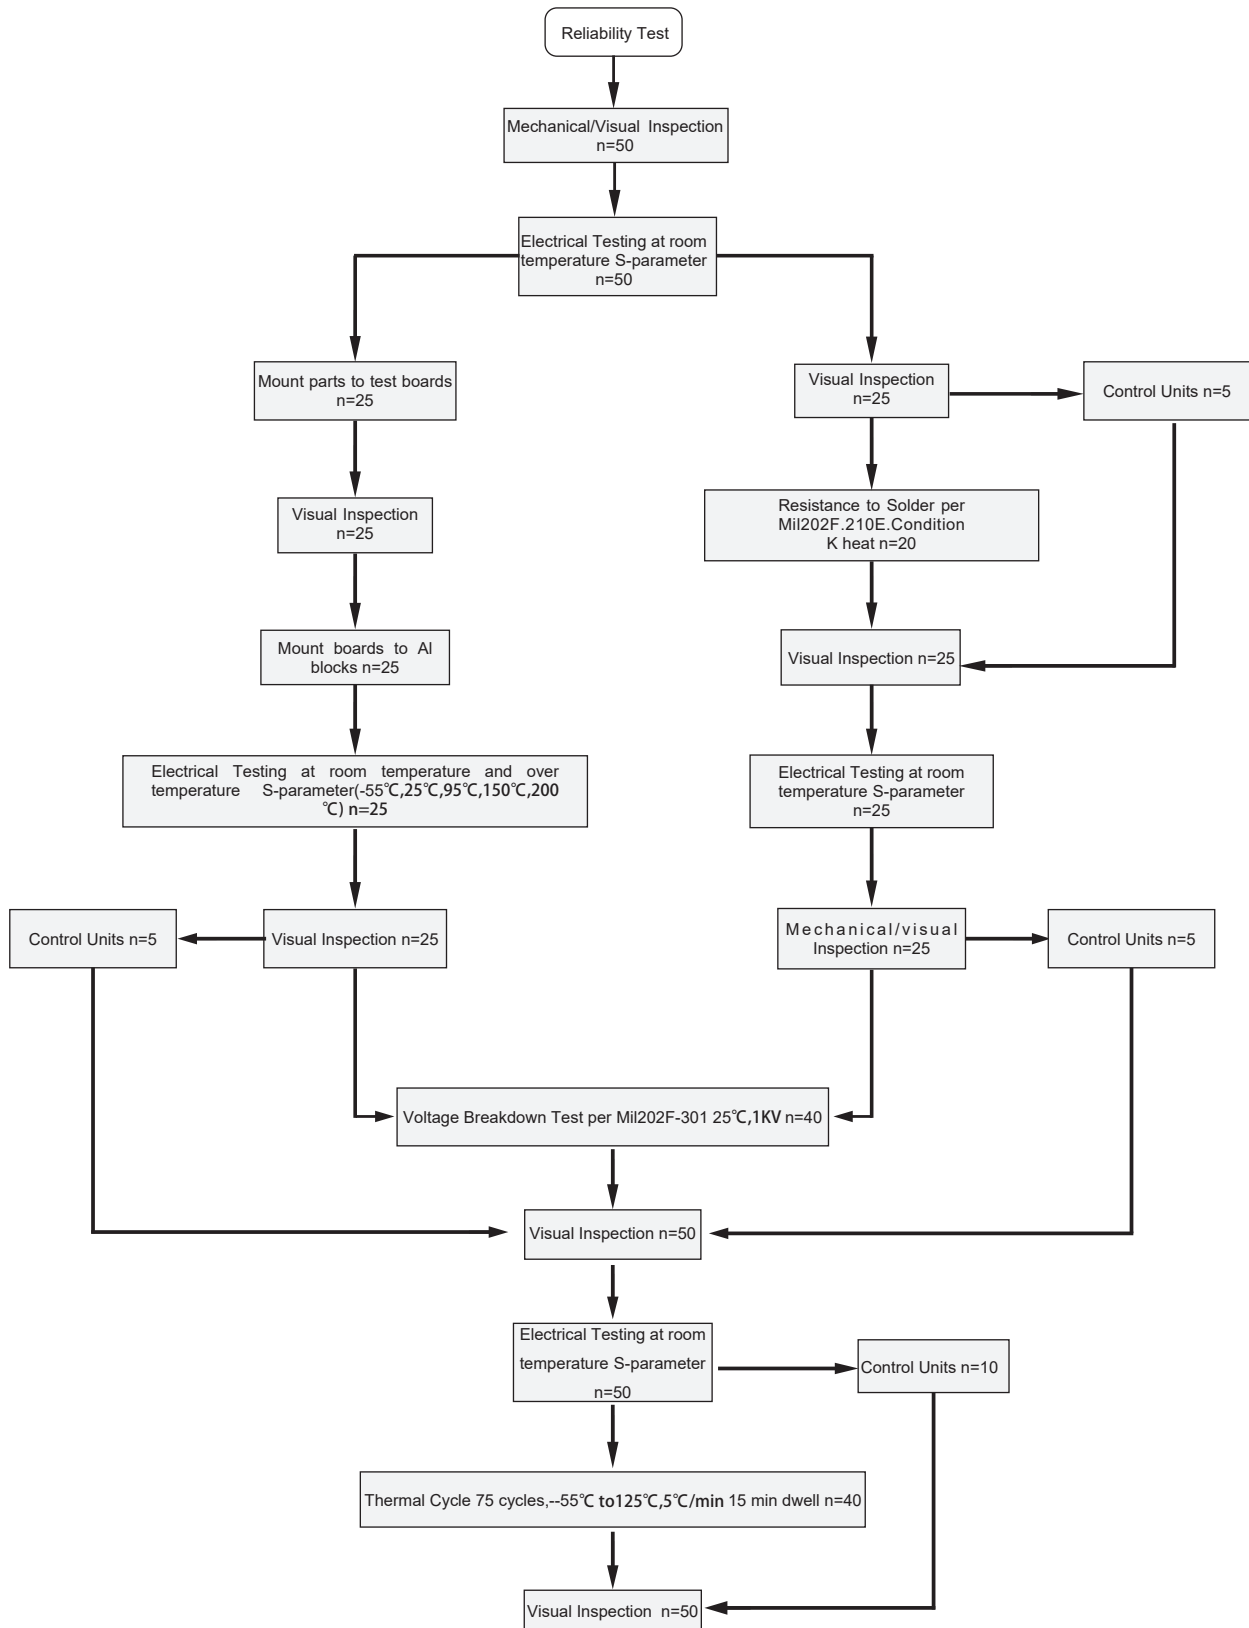 Reliability Test
Mechanical/Visual Inspection
n=50
Electrical Testing at room
temperature S-parameter
n=50
Mount parts to test boards
n=25
Visual Inspection
n=25
Control Units n=5
Visual Inspection
n=25
Resistance to Solder per
Mil202F.210E.Condition
K heat n=20
Mount boards to Al
blocks n=25
Visual Inspection n=25
Electrical Testing at room temperature and over
temperature S-parameter(-55℃,25℃,95℃,150℃,200
℃) n=25
Electrical Testing at room
temperature S-parameter
n=25
Control Units n=5
Visual Inspection n=25
Mechanical/visual
Inspection n=25
Control Units n=5
Voltage Breakdown Test per Mil202F-301 25℃,1KV n=40
Visual Inspection n=50
Electrical Testing at room
temperature S-parameter
n=50
Control Units n=10
Thermal Cycle 75 cycles,--55℃ to125℃,5℃/min 15 min dwell n=40
Visual Inspection n=50